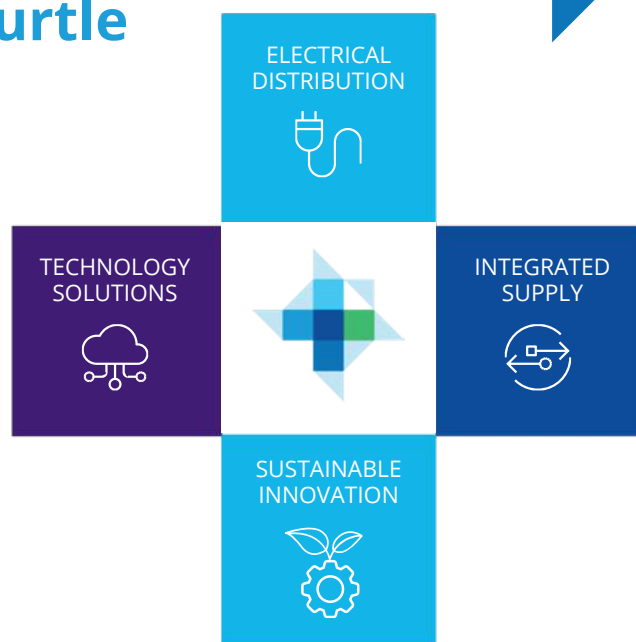 urtle
ELECTRICAL
DISTRIBUTION
TECHNOLOGY
SOLUTIONS
INTEGRATED
SUPPLY
SUSTAINABLE
INNOVATION